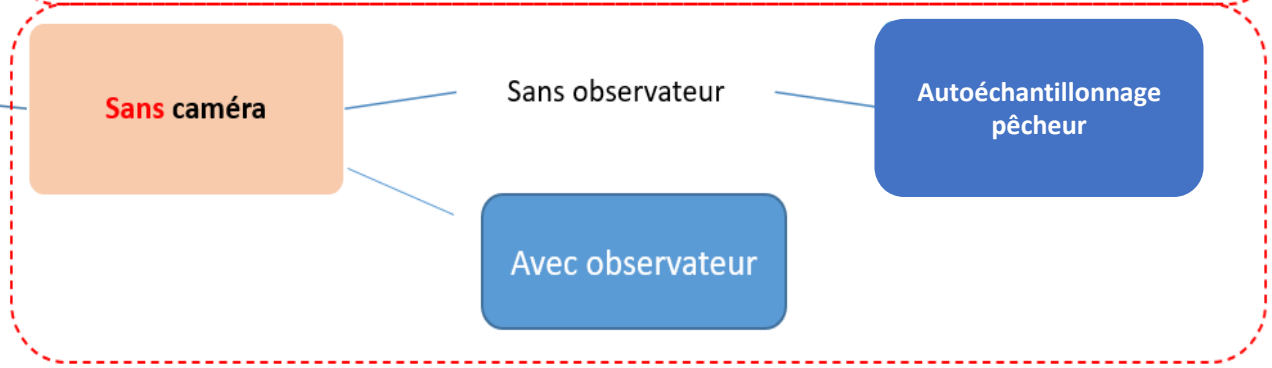 Sans caméra
Sans observateur
Autoéchantillonnage
pêcheur
Avec observateur